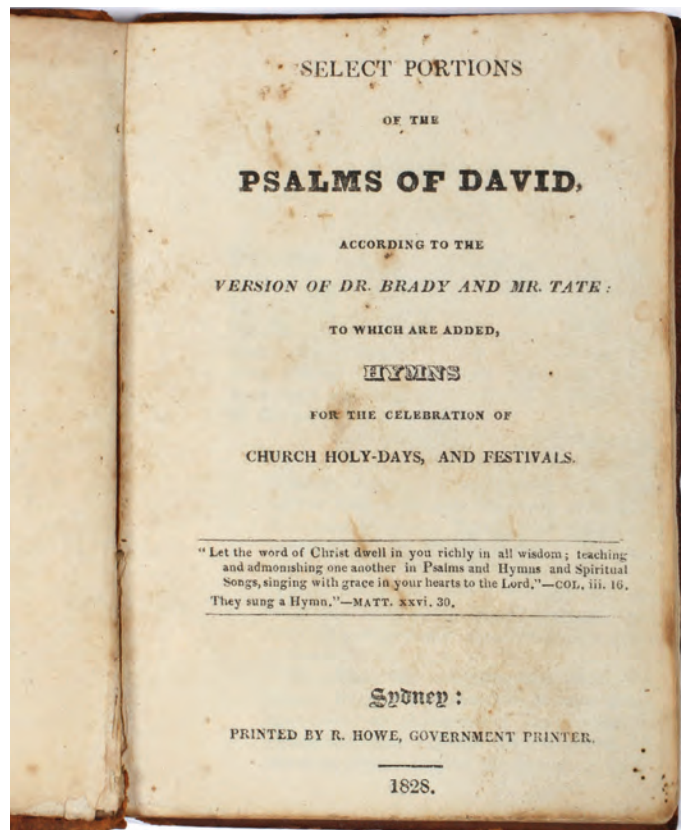 SELECT PORTIONS
OF THE
PSALMS OF DAVID,
ACCORDING TO THE
VERSION OF DR. BRADY AND MR. TATE:
TO WHICH ARE ADDED,
HYMNS
FOR THE CELEBRATION OF
CHURCH HOLY-DAYS, AND FESTIVALS.
"Let the word of Christ dwell in you richly in all wisdom; teaching
and admonishing one another in Psalms and Hymns and Spiritual
Songs, singing with grace in your hearts to the Lord."—COL. iii. 16.
They sung a Hymn."—MATT. xxvi. 30.
Sydney:
PRINTED BY R. HOWE, GOVERNMENT PRINTER.
1828.